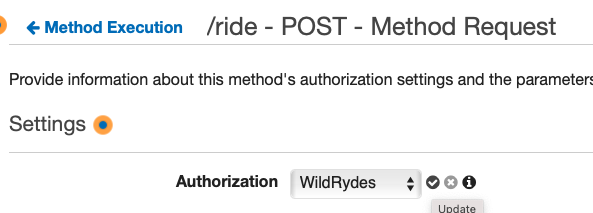 Method Execution /ride - POST - Method Request
Provide information about this method's authorization settings and the parameters
Settings
Authorization WildRydes
Update